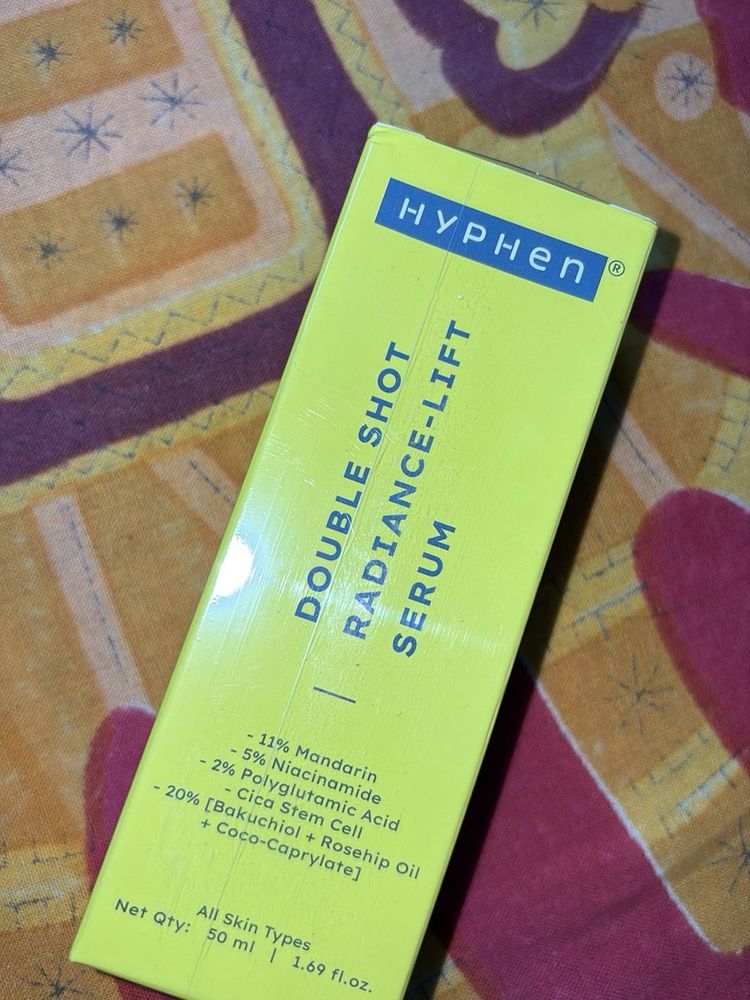 HYPHen®
DOUBLE SHOT
RADIANCE-LIFT
SERUM
- 11% Mandarin
- 5% Niacinamide
- 2% Polyglutamic Acid
- Cica Stem Cell
- 20% [Bakuchiol + Rosehip Oil
+ Coco-Caprylate]
All Skin Types
Net Qty: 50 ml | 1.69 fl.oz.